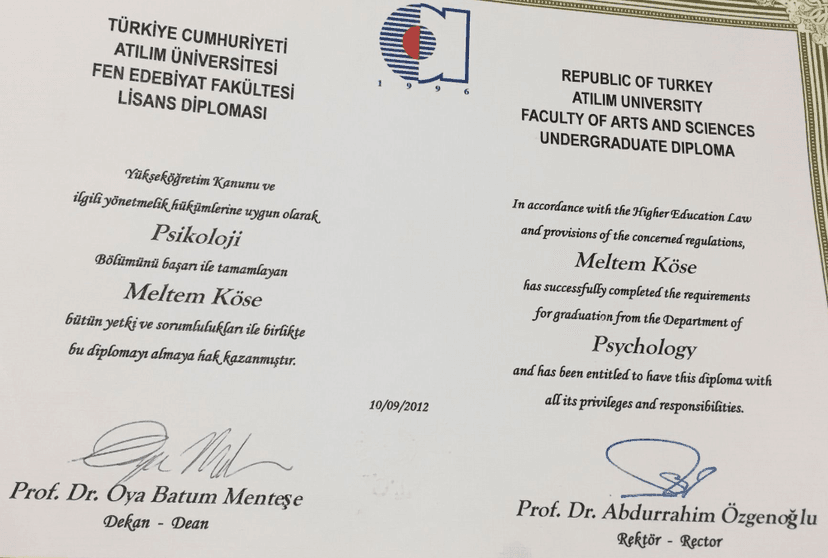 TÜRKİYE CUMHURİYETİ
ATILIM ÜNİVERSİTESİ
FEN EDEBİYAT FAKÜLTESİ
LİSANS DİPLOMASI
Yükseköğretim Kanunu ve
ilgili yönetmelik hükümlerine uygun olarak
Psikoloji
Bölümünü başarı ile tamamlayan
Meltem Köse
bütün yetki ve sorumlulukları ile birlikte
bu diplomayı almaya hak kazanmıştır.
Prof. Dr. Oya Batum Menteşe
Dekan - Dean
1996
10/09/2012
REPUBLIC OF TURKEY
ATILIM UNIVERSITY
FACULTY OF ARTS AND SCIENCES
UNDERGRADUATE DIPLOMA
In accordance with the Higher Education Law
and provisions of the concerned regulations,
Meltem Köse
has successfully completed the requirements
for graduation from the Department of
Psychology
and has been entitled to have this diploma with
all its privileges and responsibilities.
Prof. Dr. Abdurrahim Özgenoğlu
Rektör - Rector